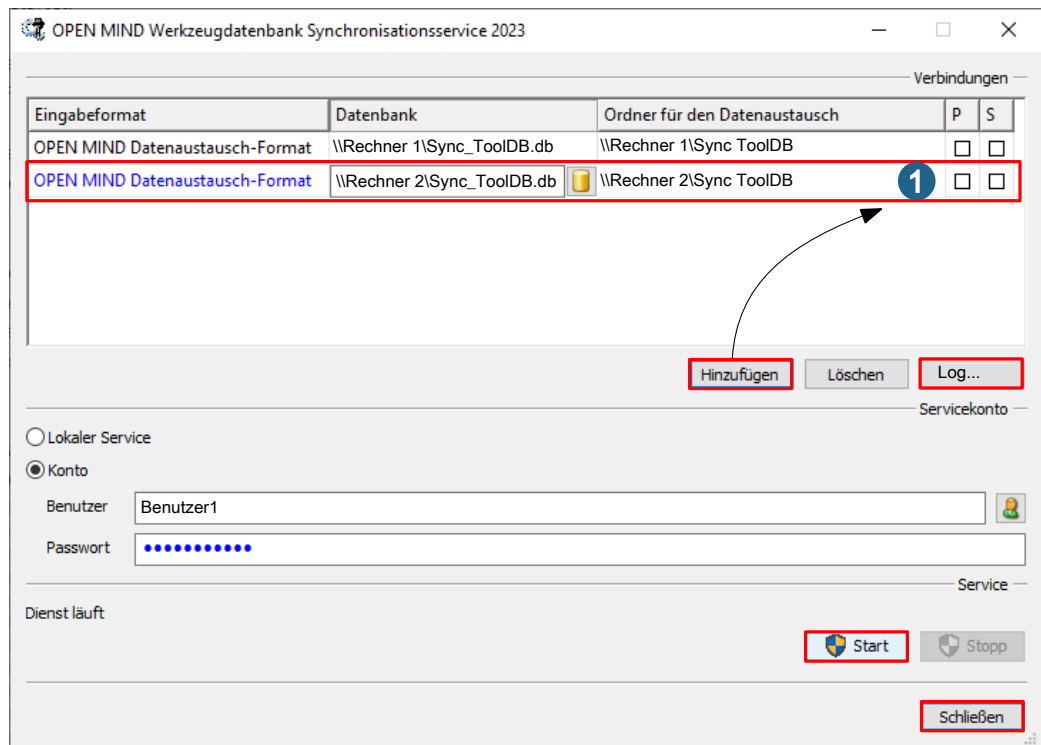 OPEN MIND Werkzeugdatenbank Synchronisationsservice 2023
Verbindungen
Eingabeformat Datenbank Ordner für den Datenaustausch P S
OPEN MIND Datenaustausch-Format \\Rechner 1\Sync_ToolDB.db \\Rechner 1\Sync ToolDB
OPEN MIND Datenaustausch-Format \\Rechner 2\Sync_ToolDB.db \\Rechner 2\Sync ToolDB 1
Hinzufügen Löschen Log...
Servicekonto
Lokaler Service
Konto
Benutzer Benutzer1
Passwort
Service
Dienst läuft
Start Stopp
Schließen